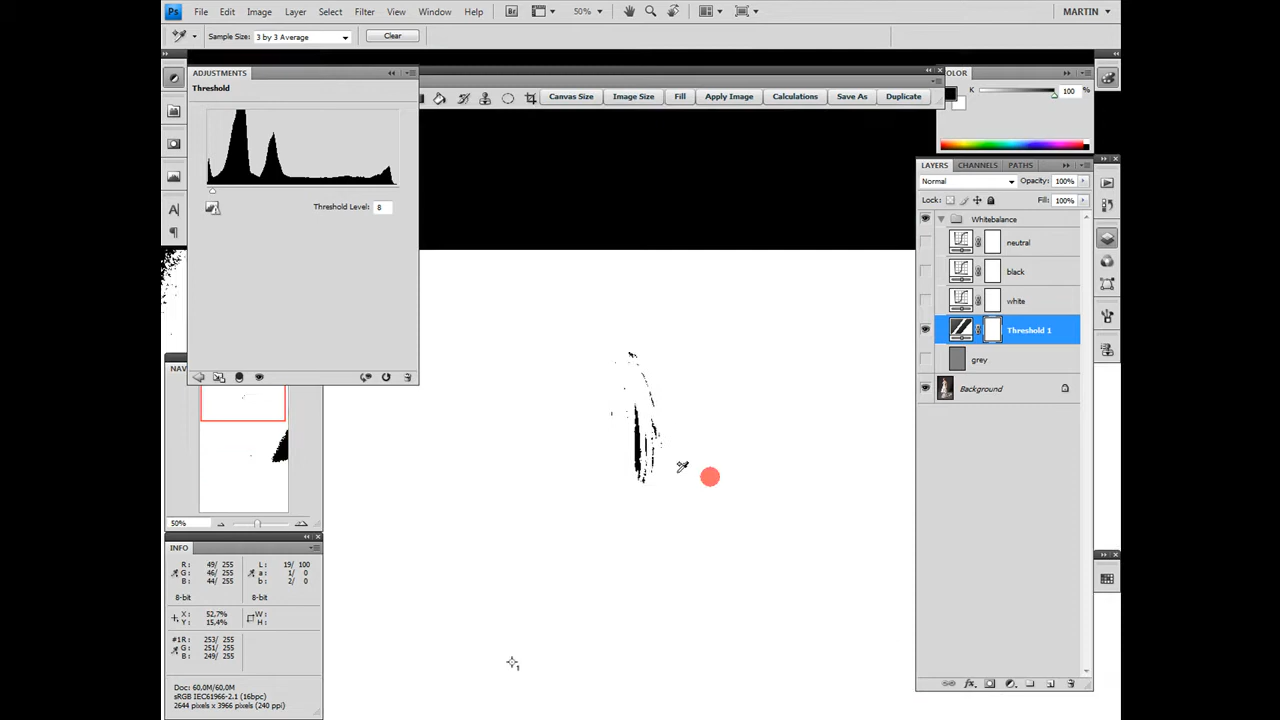 Ps File Edit Image Layer Select Filter View Window Help Br 50% MARTIN
Sample Size: 3 by 3 Average Clear
ADJUSTMENTS
Threshold
Threshold Level: 8
Canvas Size Image Size Fill Apply Image Calculations Save As Duplicate
COLOR
K 100 %
LAYERS CHANNELS PATHS
Normal Opacity: 100%
Lock: Fill: 100%
Whitebalance
neutral
black
white
Threshold 1
grey
Background
NAV
50%
INFO
R: 49/ 255 L: 19/ 100
G: 46/ 255 a: 1/ 0
B: 44/ 255 b: 2/ 0
8-bit 8-bit
X: 52,7% W:
Y: 15,4% H:
#1R: 253/ 255
G: 251/ 255
B: 249/ 255
Doc: 60,0M/60,0M
sRGB IEC61966-2.1 (16bpc)
2644 pixels x 3966 pixels (240 ppi)
1